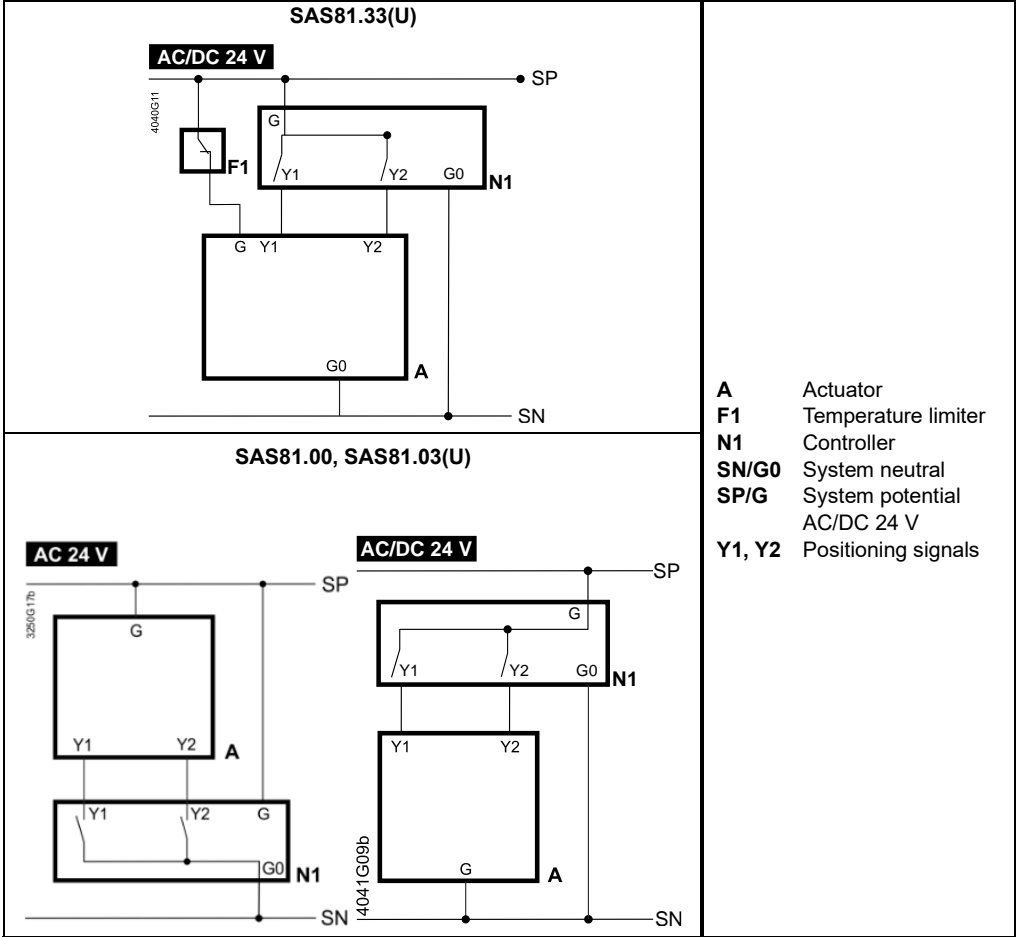 SAS81.33(U)
AC/DC 24 V
SP
4040G11
G
F1
Y1 Y2 G0
N1
G Y1 Y2
G0
A
SN
SAS81.00, SAS81.03(U)
AC 24 V
SP
3250G17b
G
Y1 Y2
A
Y1 Y2 G
G0
N1
SN
AC/DC 24 V
SP
G
Y1 Y2 G0
N1
Y1 Y2
4041G09b
G
A
SN
A Actuator
F1 Temperature limiter
N1 Controller
SN/G0 System neutral
SP/G System potential
AC/DC 24 V
Y1, Y2 Positioning signals